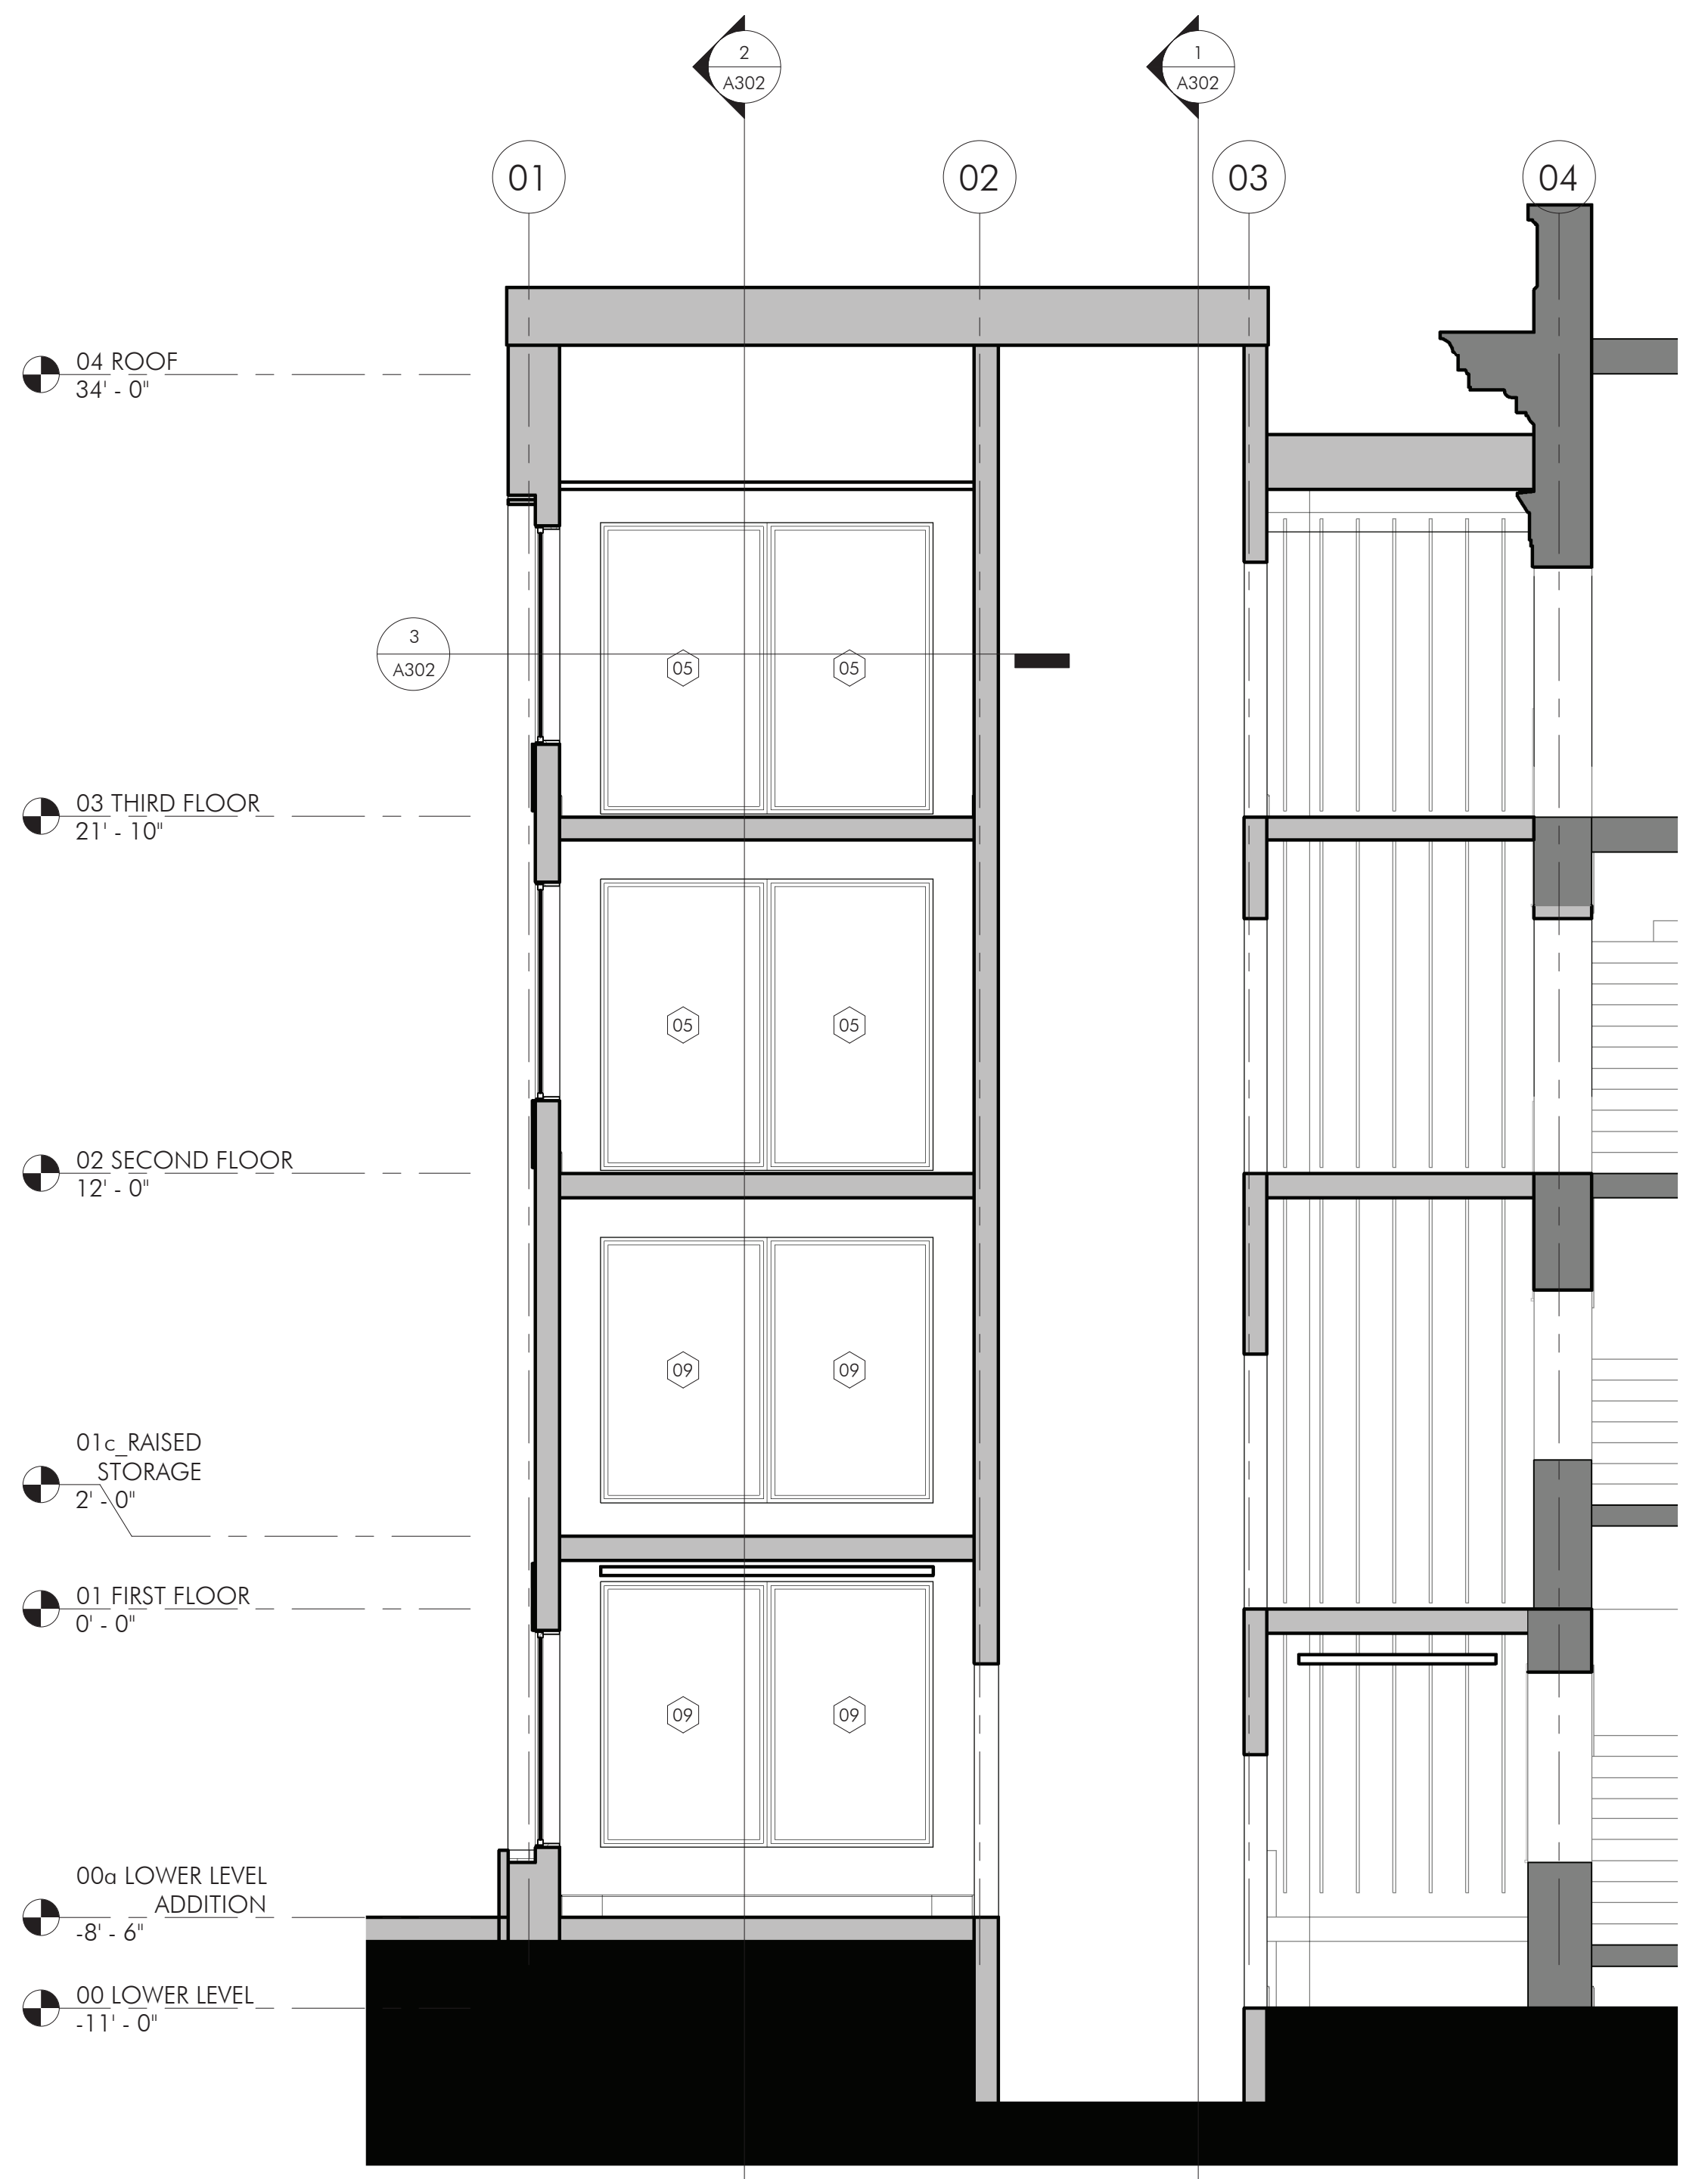 2
A302
1
A302
01
02
03
04
04 ROOF
34' - 0"
3
A302
05
05
03 THIRD FLOOR
21' - 10"
05
05
02 SECOND FLOOR
12' - 0"
09
09
01c_RAISED
STORAGE
2' - 0"
01 FIRST FLOOR
0' - 0"
09
09
00a LOWER LEVEL
ADDITION
-8' - 6"
00 LOWER LEVEL
-11' - 0"